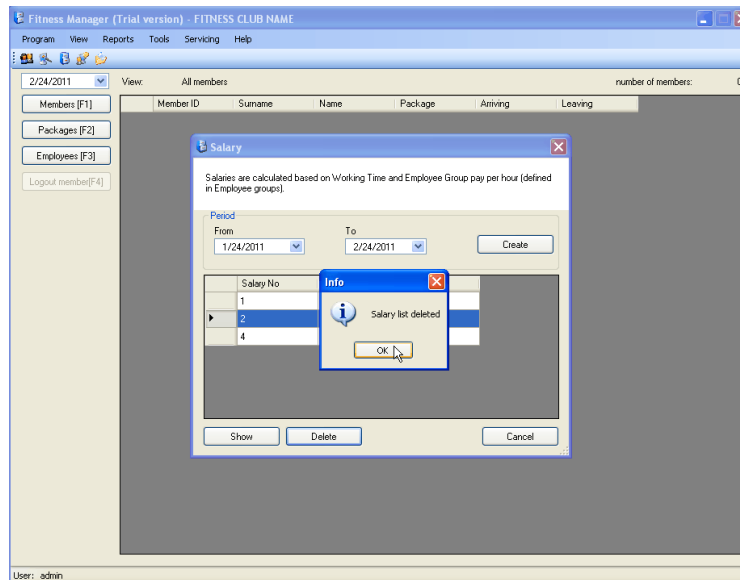 Fitness Manager (Trial version) - FITNESS CLUB NAME
Program View Reports Tools Servicing Help
2/24/2011 View: All members number of members:
Members [F1] Member ID Surname Name Package Arriving Leaving
Packages [F2]
Employees [F3]
Logout member[F4]
Salary
Salaries are calculated based on Working Time and Employee Group pay per hour (defined
in Employee groups).
Period
From To
1/24/2011 2/24/2011 Create
Salary No
1
2
4
Info
Salary list deleted
OK
Show Delete Cancel
User: admin